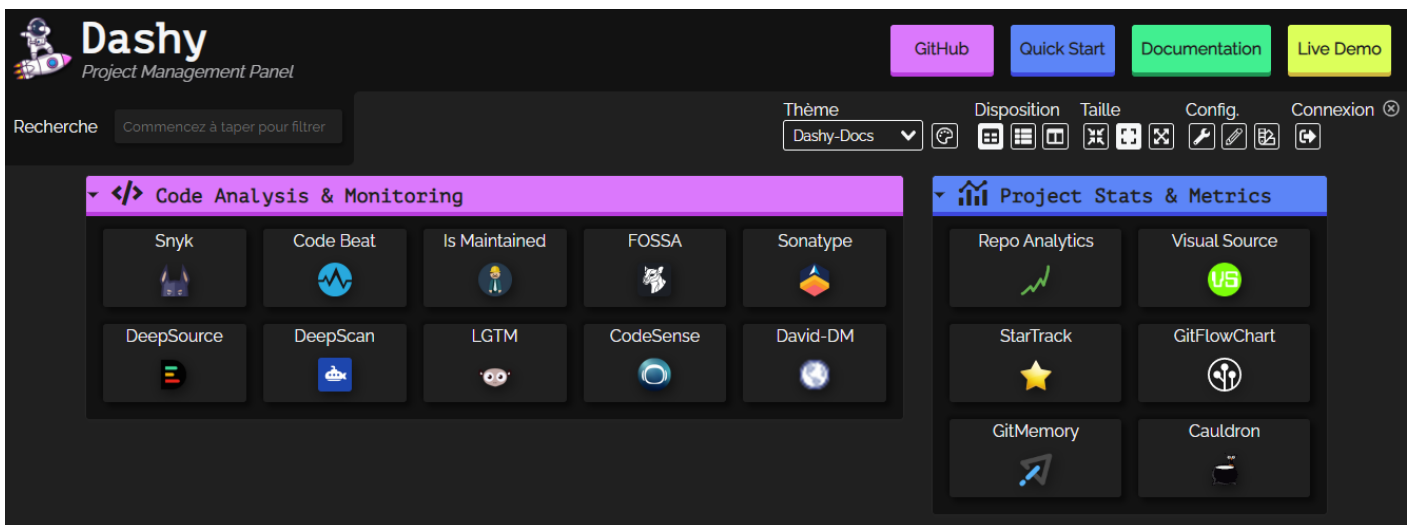 Dashy
Project Management Panel
GitHub Quick Start Documentation Live Demo
Recherche Commencez à taper pour filtrer
Thème Disposition Taille Config. Connexion
Dashy-Docs
</> Code Analysis & Monitoring
Snyk Code Beat Is Maintained FOSSA Sonatype
DeepSource DeepScan LGTM CodeSense David-DM
Project Stats & Metrics
Repo Analytics Visual Source
VS
StarTrack GitFlowChart
GitMemory Cauldron